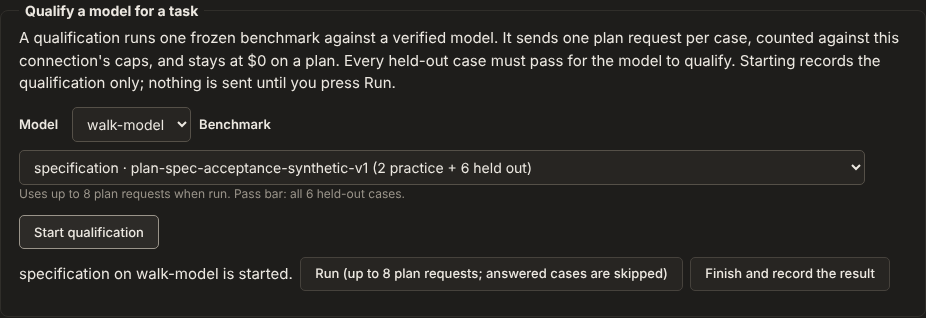 Qualify a model for a task
A qualification runs one frozen benchmark against a verified model. It sends one plan request per case, counted against this
connection's caps, and stays at $0 on a plan. Every held-out case must pass for the model to qualify. Starting records the
qualification only; nothing is sent until you press Run.
Model walk-model Benchmark
specification · plan-spec-acceptance-synthetic-v1 (2 practice + 6 held out)
Uses up to 8 plan requests when run. Pass bar: all 6 held-out cases.
Start qualification
specification on walk-model is started. Run (up to 8 plan requests; answered cases are skipped) Finish and record the result